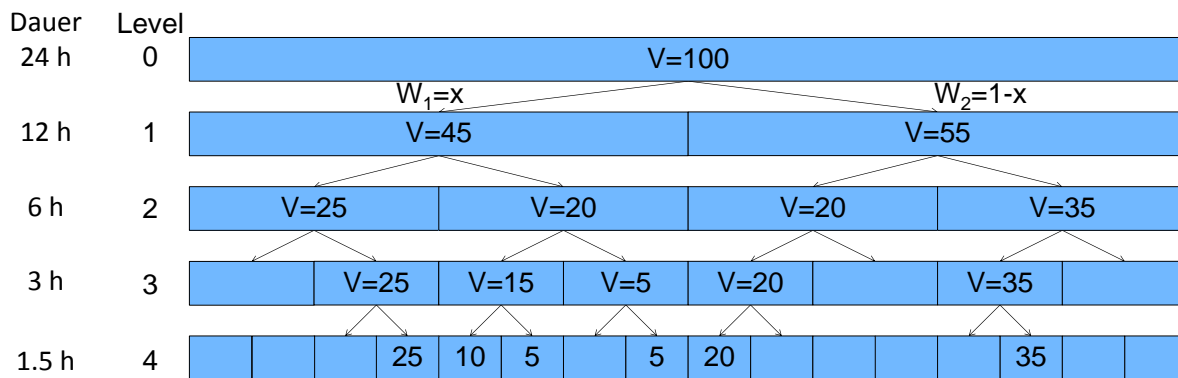 Dauer Level
24 h 0 V=100
W₁=x W₂=1-x
12 h 1 V=45 V=55
6 h 2 V=25 V=20 V=20 V=35
3 h 3 V=25 V=15 V=5 V=20 V=35
1.5 h 4 25 10 5 5 20 35